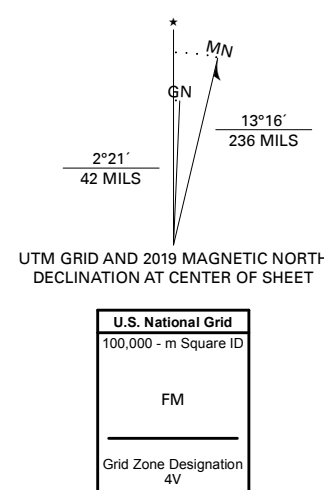 ★
MN
GN
13°16´
236 MILS
2°21´
42 MILS
UTM GRID AND 2019 MAGNETIC NORTH
DECLINATION AT CENTER OF SHEET
U.S. National Grid
100,000 - m Square ID
FM
Grid Zone Designation
4V